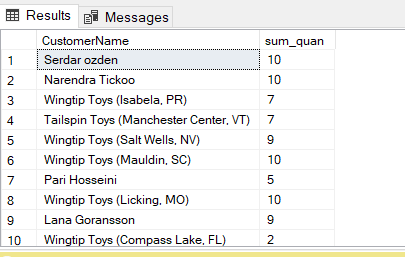 Results Messages
CustomerName sum_quan
1 Serdar ozden 10
2 Narendra Tickoo 10
3 Wingtip Toys (Isabela, PR) 7
4 Tailspin Toys (Manchester Center, VT) 7
5 Wingtip Toys (Salt Wells, NV) 9
6 Wingtip Toys (Mauldin, SC) 10
7 Pari Hosseini 5
8 Wingtip Toys (Licking, MO) 10
9 Lana Goransson 9
10 Wingtip Toys (Compass Lake, FL) 2